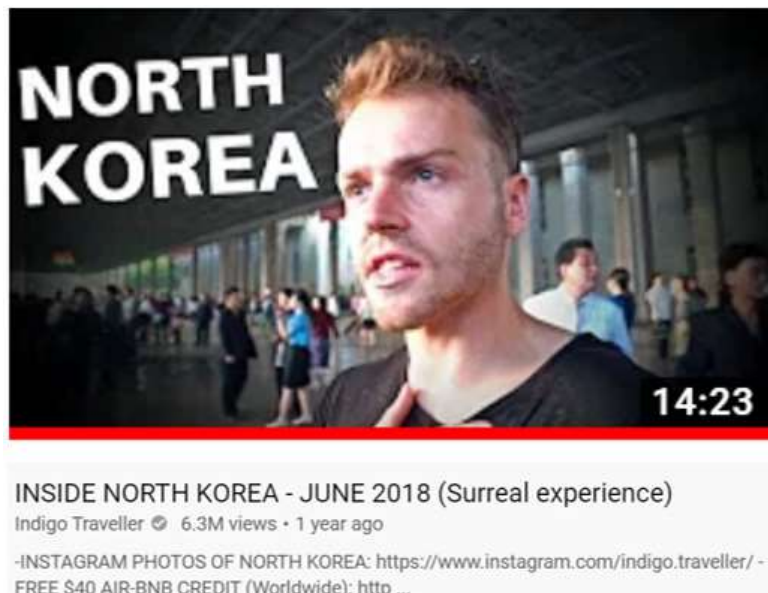 NORTH
KOREA
14:23
INSIDE NORTH KOREA - JUNE 2018 (Surreal experience)
Indigo Traveller 6.3M views • 1 year ago
-INSTAGRAM PHOTOS OF NORTH KOREA: https://www.instagram.com/indigo.traveller/ -
FREE $40 AIR-BNB CREDIT (Worldwide): http ...